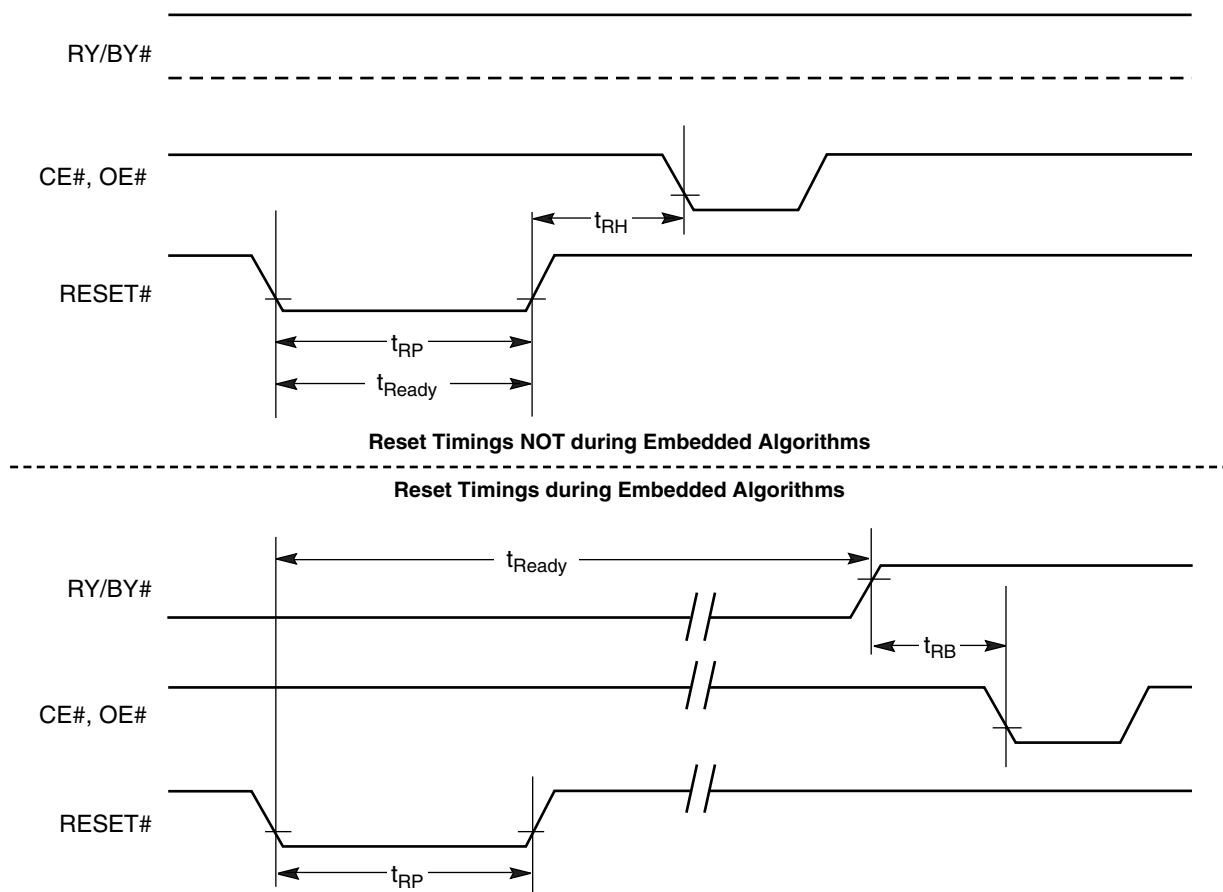 RY/BY#
CE#, OE#
tRH
RESET#
tRP
tReady
Reset Timings NOT during Embedded Algorithms
Reset Timings during Embedded Algorithms
tReady
RY/BY#
tRB
CE#, OE#
RESET#
tRP